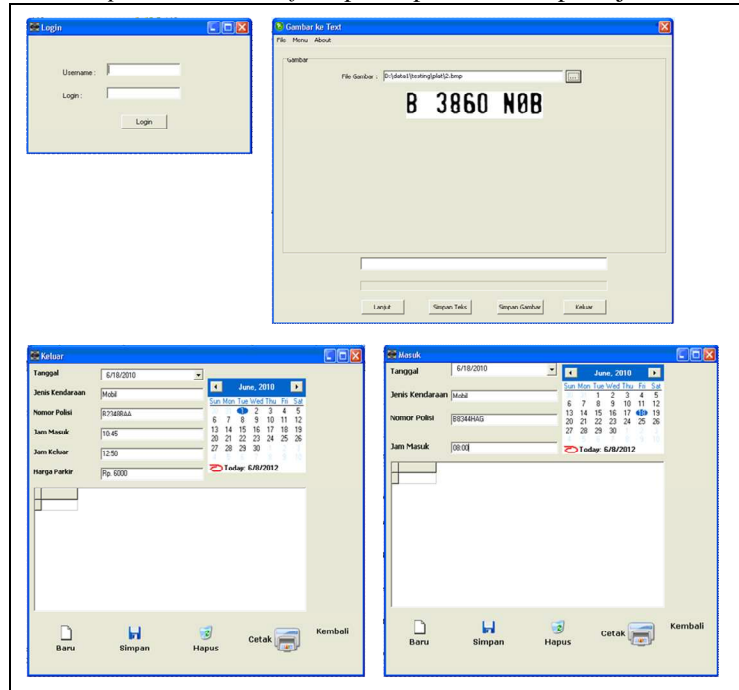 Login
Username :
Login :
Login
Gambar ke Text
File Menu About
Gambar
File Gambar : D:\data1\testing\plat\2.bmp
...
B 3860 N0B
Lanjut Simpan Teks Simpan Gambar Keluar
Keluar
Tanggal 6/18/2010
Jenis Kendaraan Mobil
Nomor Polisi
Jam Masuk 10:45
Jam Keluar 12:50
Harga Parkir Rp. 6000
June, 2010
Sun Mon Tue Wed Thu Fri Sat
1 2 3 4 5
6 7 8 9 10 11 12
13 14 15 16 17 18 19
20 21 22 23 24 25 26
27 28 29 30
Today: 6/8/2012
Baru Simpan Hapus Cetak Kembali
Masuk
Tanggal 6/18/2010
Jenis Kendaraan Mobil
Nomor Polisi B8344HAG
Jam Masuk 08:00
June, 2010
Sun Mon Tue Wed Thu Fri Sat
1 2 3 4 5
6 7 8 9 10 11 12
13 14 15 16 17 18 19
20 21 22 23 24 25 26
27 28 29 30
Today: 6/8/2012
Baru Simpan Hapus Cetak Kembali